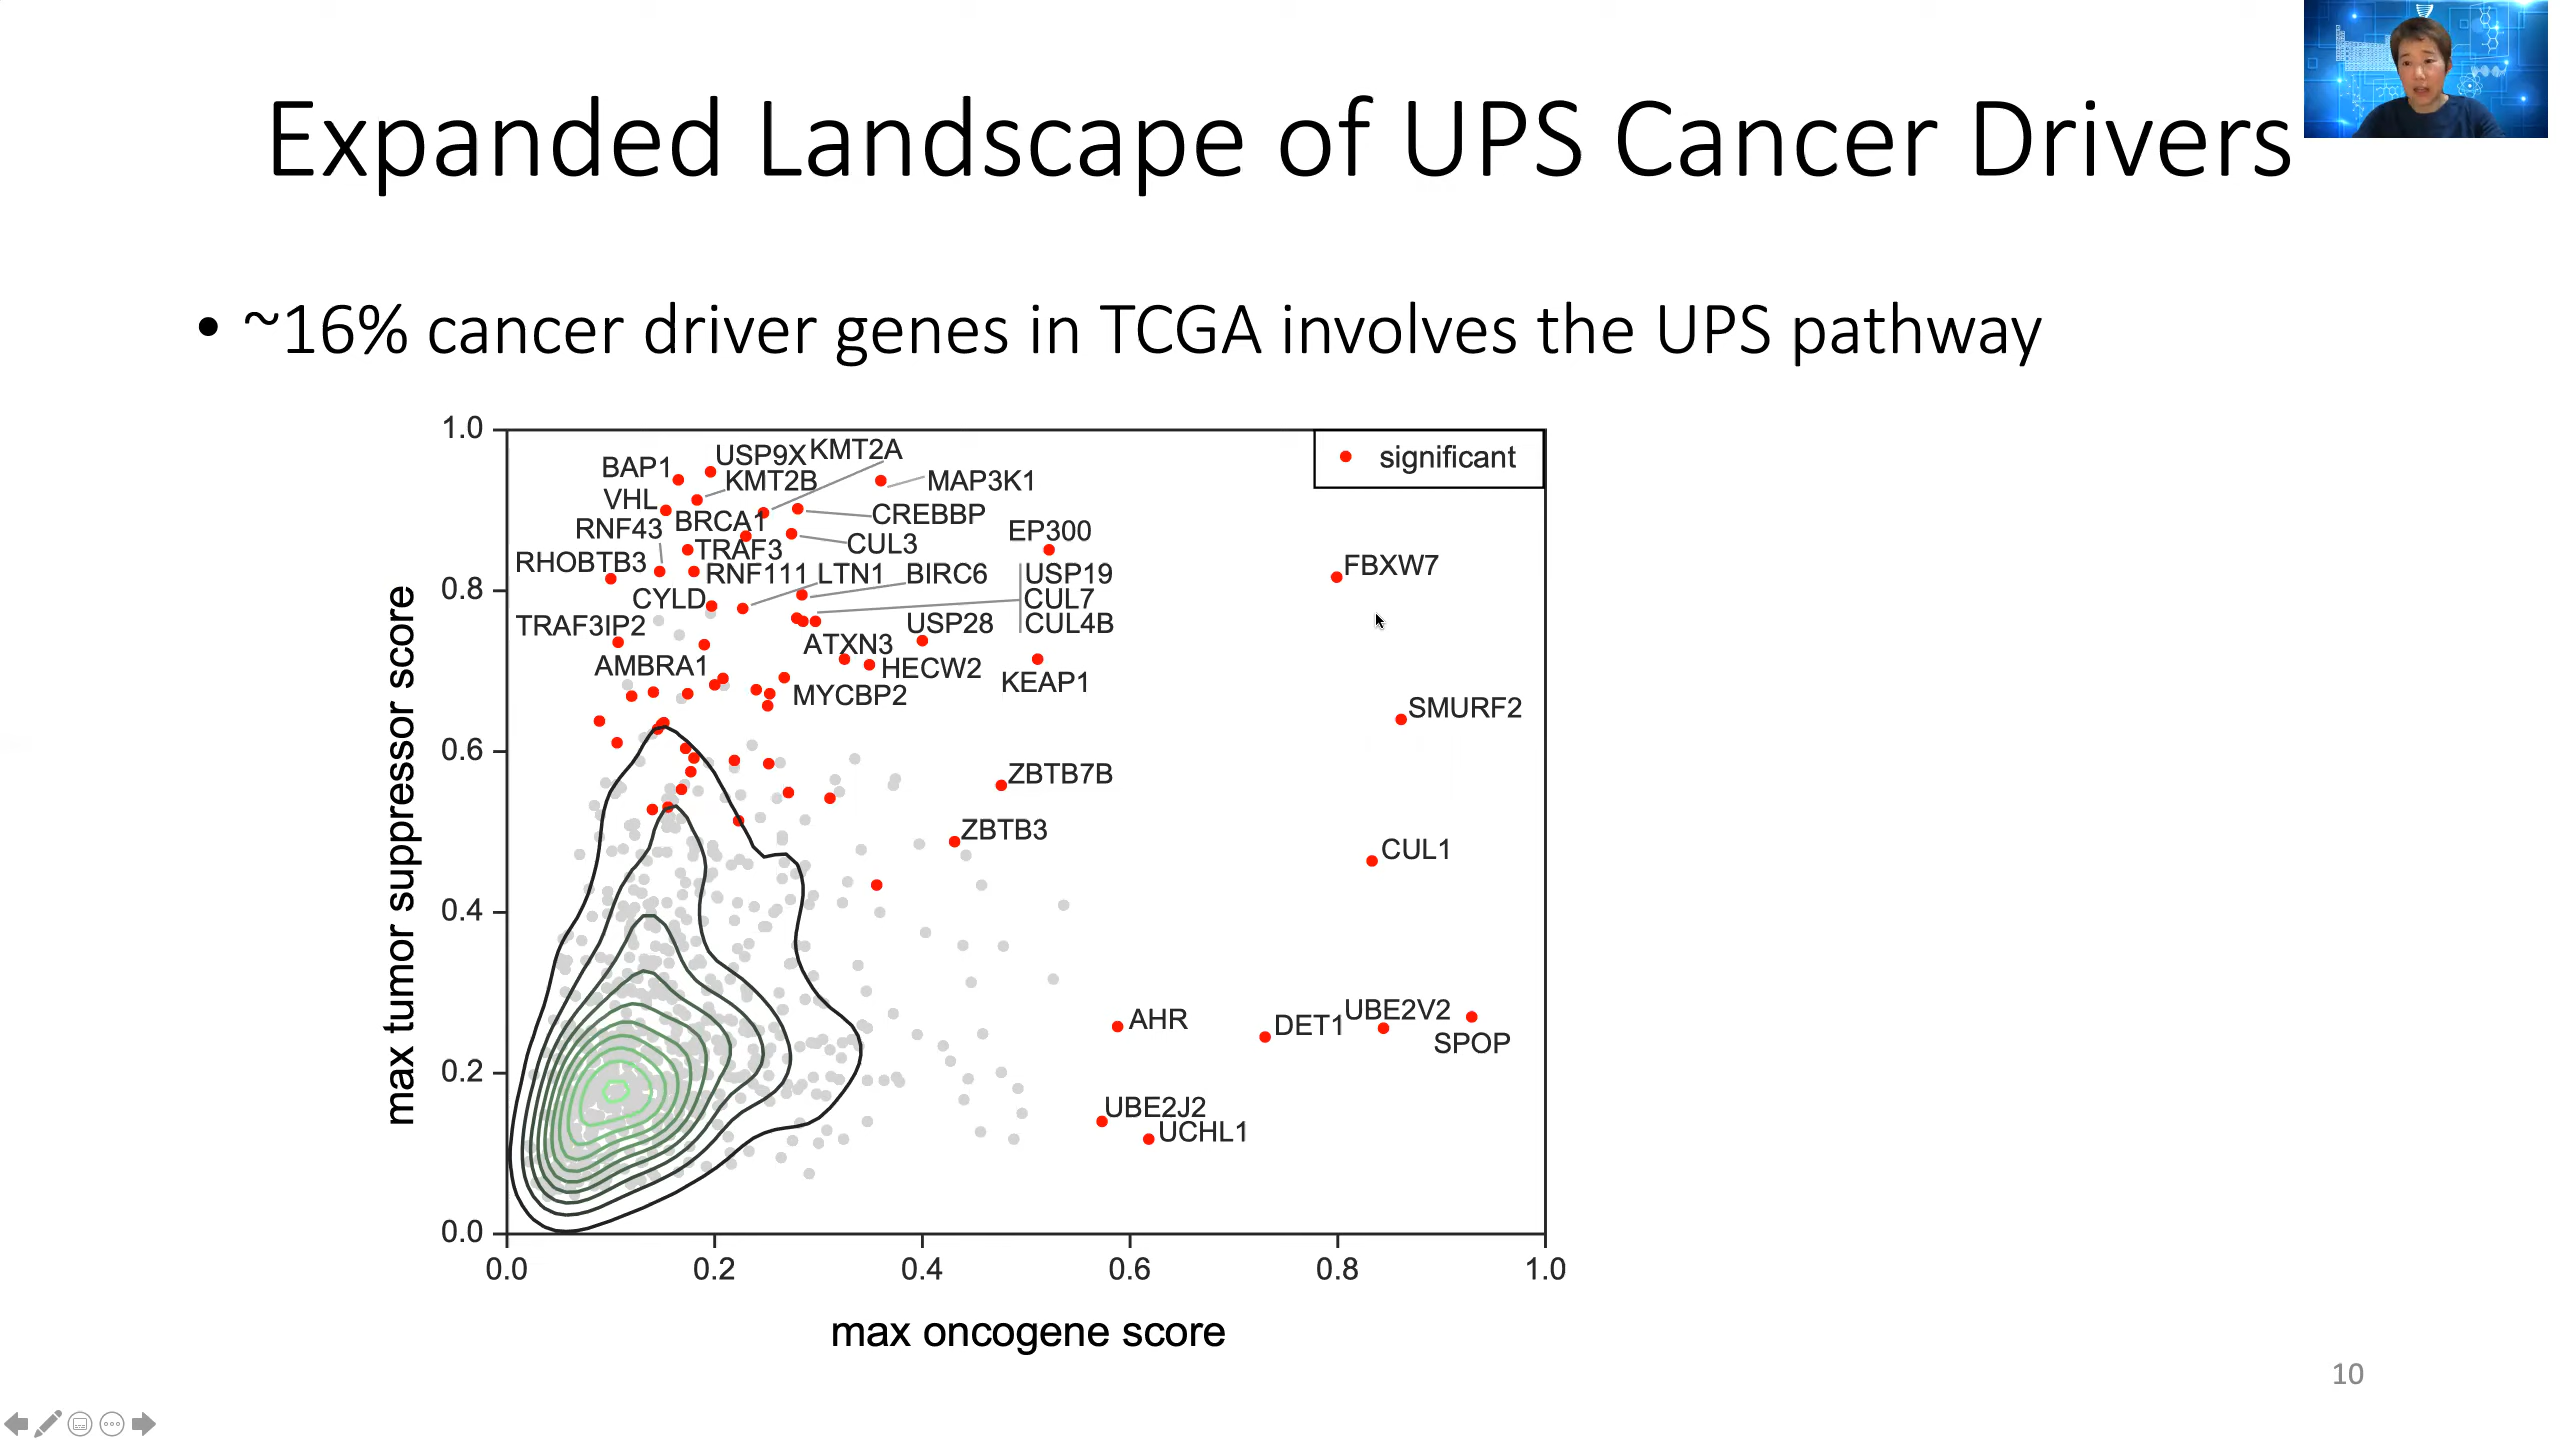 Expanded Landscape of UPS Cancer Drivers
• ~16% cancer driver genes in TCGA involves the UPS pathway
max tumor suppressor score
1.0
0.8
0.6
0.4
0.2
0.0
0.0 0.2 0.4 0.6 0.8 1.0
max oncogene score
significant
USP9X KMT2A
BAP1
KMT2B MAP3K1
VHL
BRCA1 CREBBP
RNF43 EP300
TRAF3 CUL3
RHOBTB3 FBXW7
RNF111 LTN1 BIRC6 USP19
CYLD CUL7
TRAF3IP2 USP28 CUL4B
ATXN3
AMBRA1 HECW2
KEAP1
MYCBP2
SMURF2
ZBTB7B
ZBTB3
CUL1
UBE2V2
AHR DET1
SPOP
UBE2J2
UCHL1
10